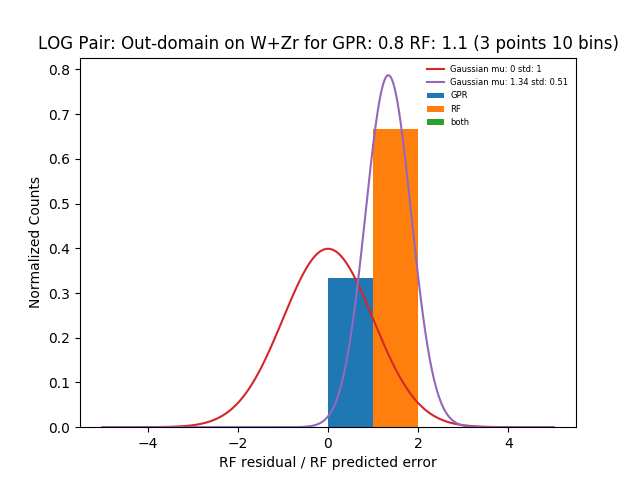 LOG Pair: Out-domain on W+Zr for GPR: 0.8 RF: 1.1 (3 points 10 bins)
Gaussian mu: 0 std: 1
Gaussian mu: 1.34 std: 0.51
GPR
RF
both
Normalized Counts
0.8
0.7
0.6
0.5
0.4
0.3
0.2
0.1
0.0
−4
−2
0
2
4
RF residual / RF predicted error